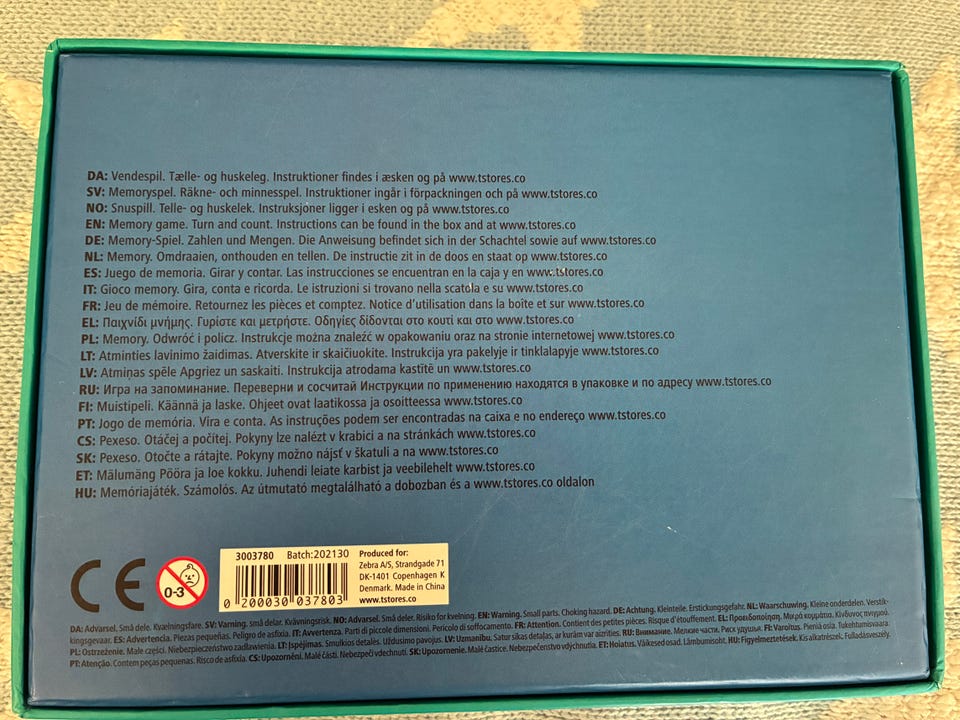 DA: Vendespil. Tælle- og huskeleg. Instruktioner findes i æsken og på www.tstores.co
SV: Memoryspel. Räkne- och minnesspel. Instruktioner ingår i förpackningen och på www.tstores.co
NO: Snuspill. Telle- og huskelek. Instruksjoner ligger i esken og på www.tstores.co
EN: Memory game. Turn and count. Instructions can be found in the box and at www.tstores.co
DE: Memory-Spiel. Zahlen und Mengen. Die Anweisung befindet sich in der Schachtel sowie auf www.tstores.co
NL: Memory. Omdraaien, onthouden en tellen. De instructie zit in de doos en staat op www.tstores.co
ES: Juego de memoria. Girar y contar. Las instrucciones se encuentran en la caja y en www.tstores.co
IT: Gioco memory. Gira, conta e ricorda. Le istruzioni si trovano nella scatola e su www.tstores.co
FR: Jeu de mémoire. Retournez les pièces et comptez. Notice d'utilisation dans la boîte et sur www.tstores.co
EL: Παιχνίδι μνήμης. Γυρίστε και μετρήστε. Οδηγίες δίδονται στο κουτί και στο www.tstores.co
PL: Memory. Odwróć i policz. Instrukcje można znaleźć w opakowaniu oraz na stronie internetowej www.tstores.co
LT: Atminties lavinimo žaidimas. Atverskite ir skaičiuokite. Instrukcija yra pakelyje ir tinklalapyje www.tstores.co
LV: Atmiņas spēle Apgriez un saskaiti. Instrukcija atrodama kastītē un www.tstores.co
RU: Игра на запоминание. Переверни и сосчитай Инструкции по применению находятся в упаковке и по адресу www.tstores.co
FI: Muistipeli. Käännä ja laske. Ohjeet ovat laatikossa ja osoitteessa www.tstores.co
PT: Jogo de memória. Vira e conta. As instruções podem ser encontradas na caixa e no endereço www.tstores.co
CS: Pexeso. Otáčej a počítej. Pokyny lze nalézt v krabici a na stránkách www.tstores.co
SK: Pexeso. Otočte a rátajte. Pokyny možno nájsť v škatuli a na www.tstores.co
ET: Mälumäng Pööra ja loe kokku. Juhendi leiate karbist ja veebilehelt www.tstores.co
HU: Memóriajáték. Számolós. Az útmutató megtalálható a dobozban és a www.tstores.co oldalon
CE
0-3
3003780 Batch:202130
0 200030 037803
Produced for:
Zebra A/S, Strandgade 71
DK-1401 Copenhagen K
Denmark. Made in China
www.tstores.co
DA: Advarsel. Små dele. Kvælningsfare. SV: Varning. små delar. Kvävningsrisk. NO: Advarsel. Små deler. Risiko for kvelning. EN: Warning. Small parts. Choking hazard. DE: Achtung. Kleinteile. Erstickungsgefahr. NL: Waarschuwing. Kleine onderdelen. Verstik-
kingsgevaar. ES: Advertencia. Piezas pequeñas. Peligro de asfixia. IT: Avvertenza. Parti di piccole dimensioni. Pericolo di soffocamento. FR: Attention. Contient des petites pièces. Risque d'étouffement. EL: Προειδοποίηση. Μικρά κομμάτια. Κίνδυνος πνιγμού.
PL: Ostrzeżenie. Małe części. Niebezpieczeństwo zadławienia. LT: Įspėjimas. Smulkios detalės. Uždusimo pavojus. LV: Uzmanību. Satur sīkas detaļas, ar kurām var aizrīties. RU: Внимание. Мелкие части. Риск удушья. FI: Varoitus. Pieniä osia. Tukehtumisvaara.
PT: Atenção. Contem peças pequenas. Risco de asfixia. CS: Upozornění. Malé části. Nebezpečí vdechnutí. SK: Upozornenie. Malé častice. Nebezpečenstvo vdýchnutia. ET: Hoiatus. Väikesed osad. Lämbumisoht. HU: Figyelmeztetések. Kis alkatrészek. Fulladásveszély.